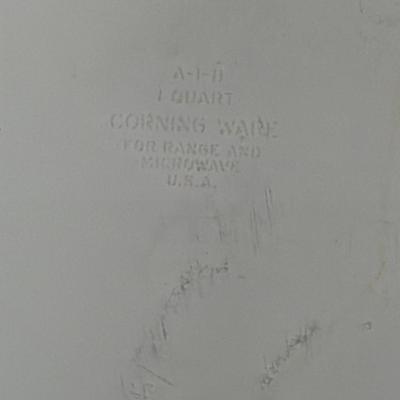 A-1-B
1 QUART
CORNING WARE
FOR RANGE AND
MICROWAVE
U.S.A.